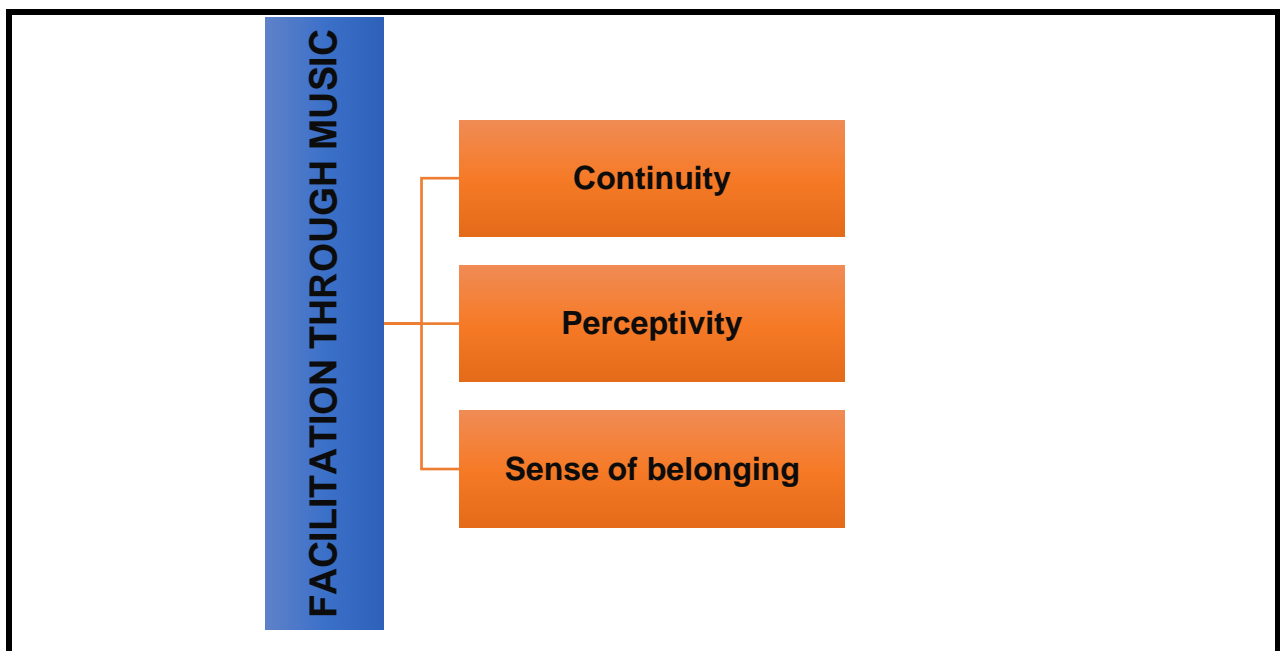 FACILITATION THROUGH MUSIC
Continuity
Perceptivity
Sense of belonging